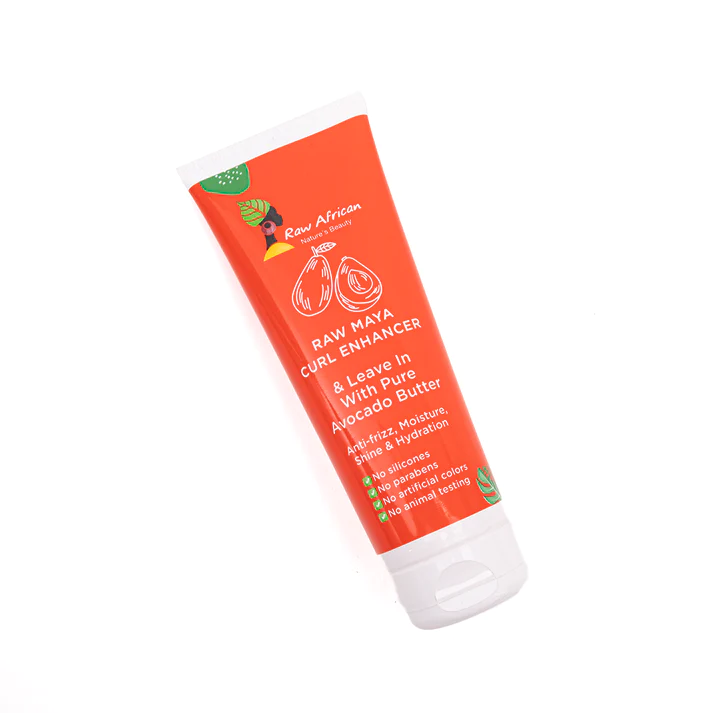 Raw African
Nature's Beauty
RAW MAYA
CURL ENHANCER
& Leave In
With Pure
Avocado Butter
Anti-frizz, Moisture,
Shine & Hydration
No silicones
No parabens
No artificial colors
No animal testing